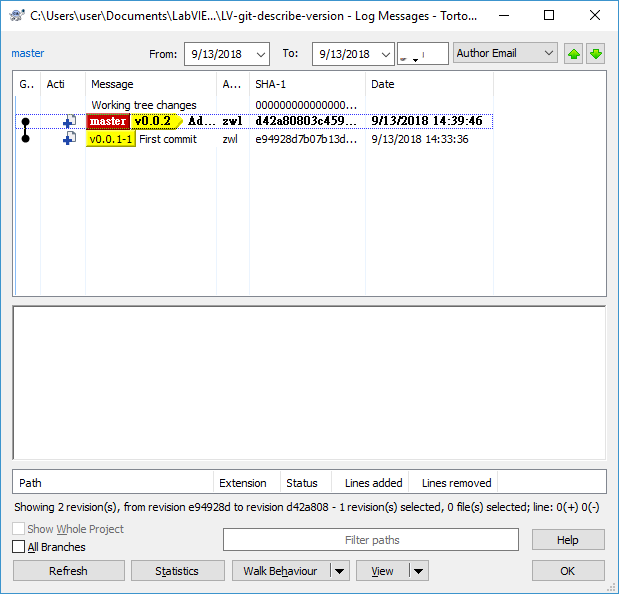 C:\Users\user\Documents\LabVIE...\LV-git-describe-version - Log Messages - Torto...
master From: 9/13/2018 To: 9/13/2018 Author Email
G.. Acti Message A... SHA-1 Date
Working tree changes 00000000000000...
master v0.0.2 Ad... zwl d42a80803c459... 9/13/2018 14:39:46
v0.0.1-1 First commit zwl e94928d7b07b13d... 9/13/2018 14:33:36
Path Extension Status Lines added Lines removed
Showing 2 revision(s), from revision e94928d to revision d42a808 - 1 revision(s) selected, 0 file(s) selected; line: 0(+) 0(-)
Show Whole Project
All Branches Filter paths Help
Refresh Statistics Walk Behaviour View OK